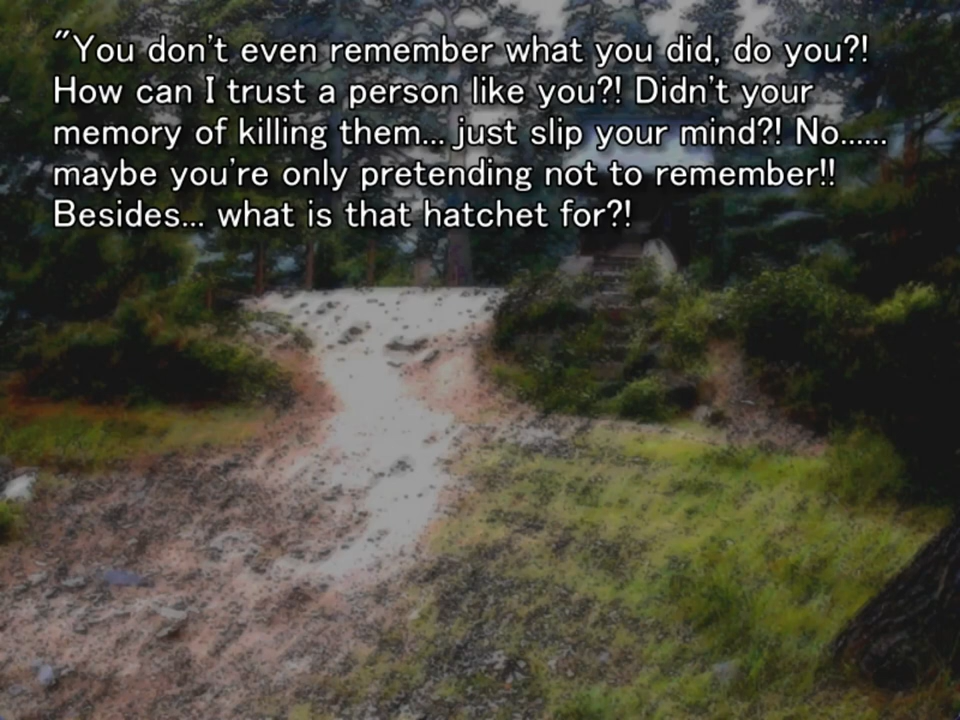 "You don't even remember what you did, do you?!
How can I trust a person like you?! Didn't your
memory of killing them... just slip your mind?! No......
maybe you're only pretending not to remember!!
Besides... what is that hatchet for?!